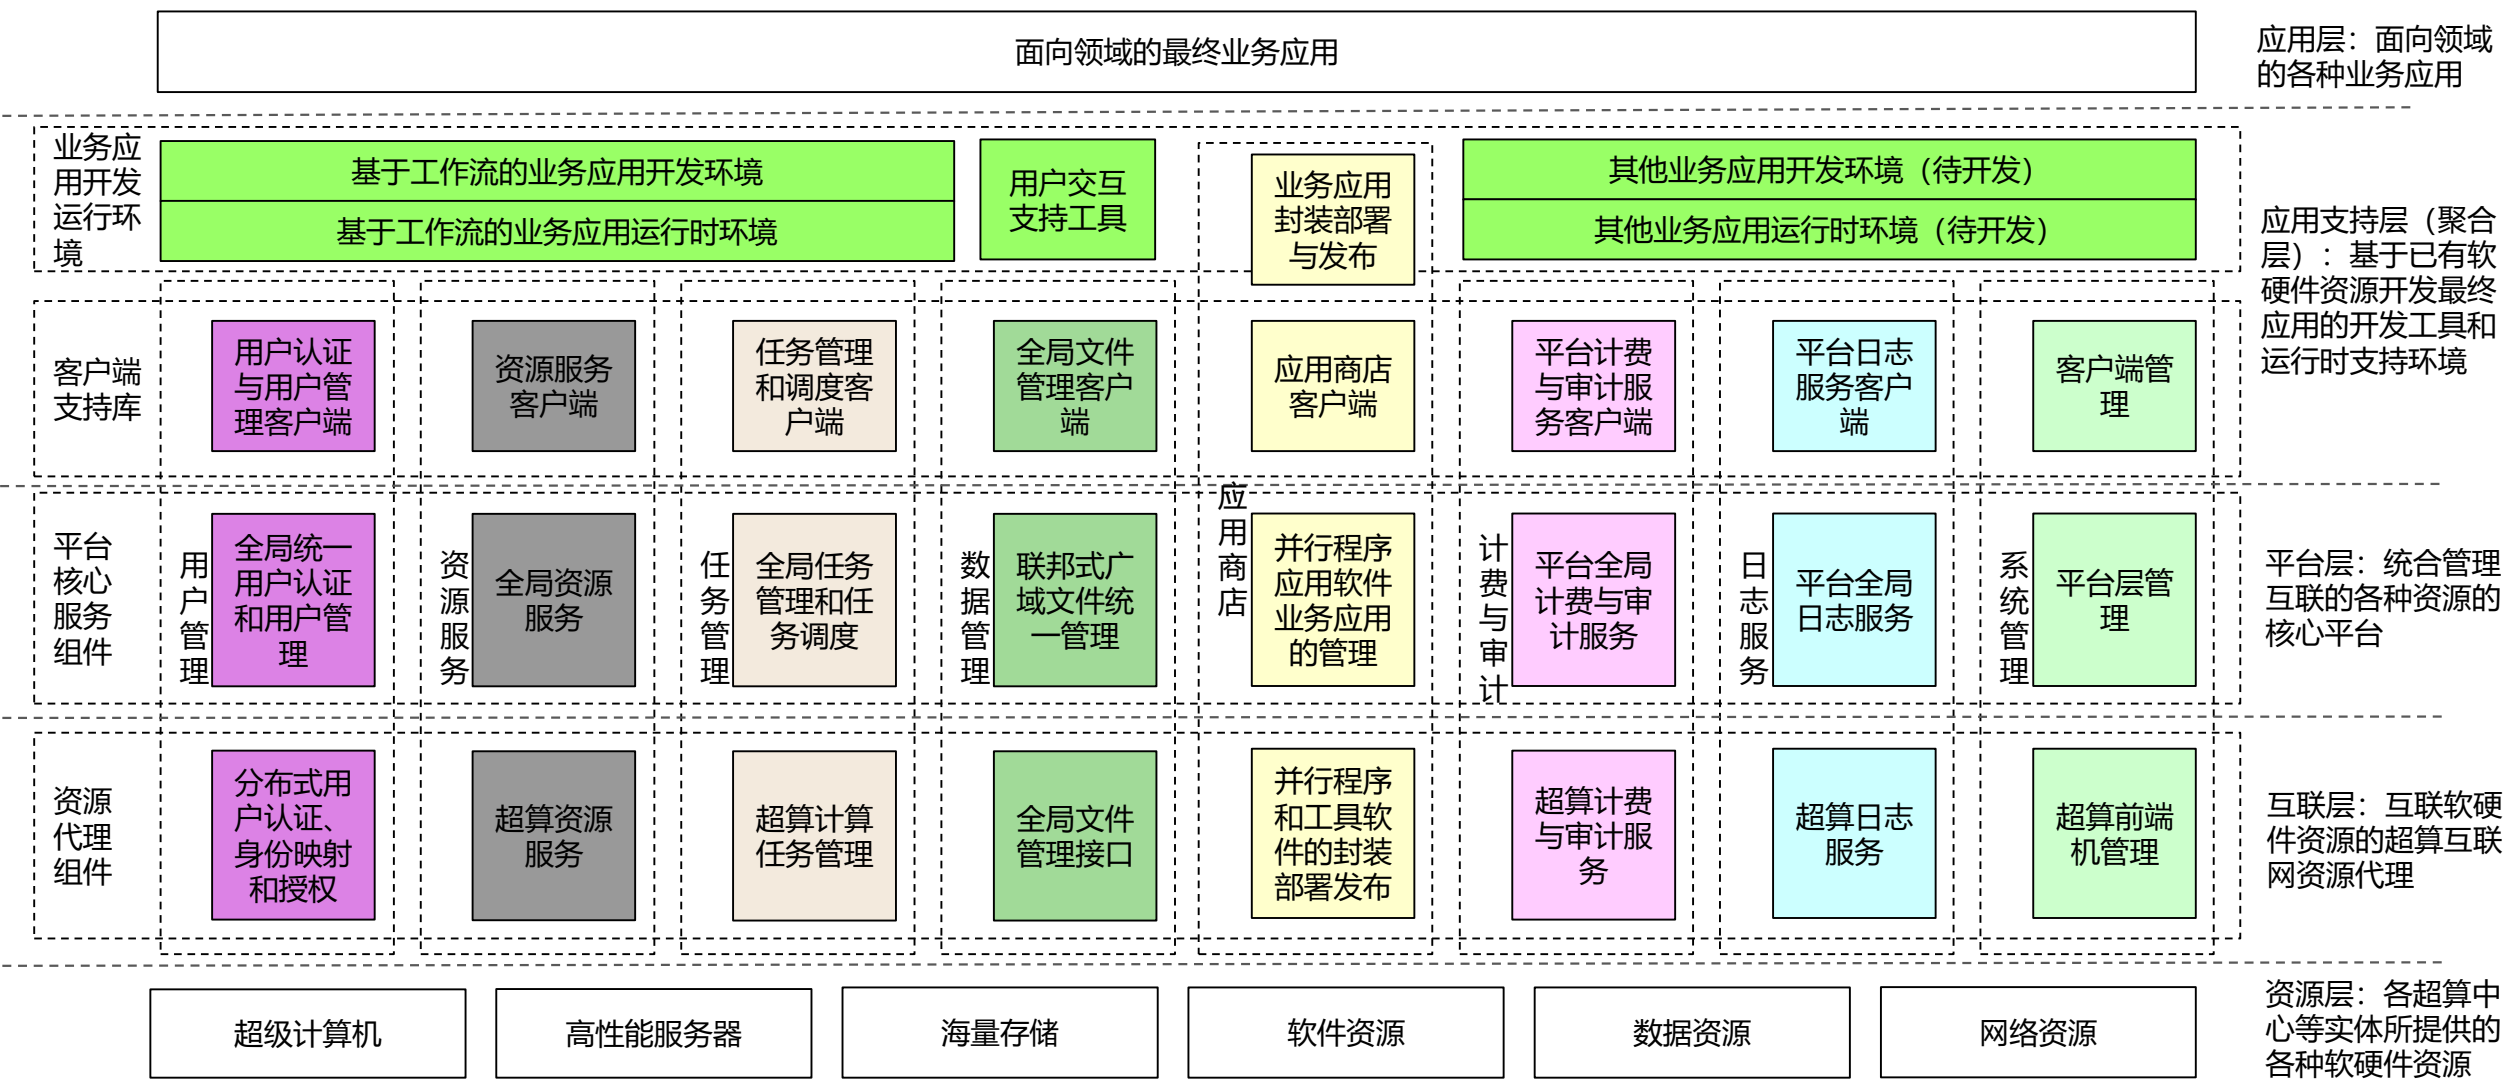 面向领域的最终业务应用
应用层：面向领域
的各种业务应用
业务应
用开发
运行环
境
基于工作流的业务应用开发环境
基于工作流的业务应用运行时环境
用户交互
支持工具
业务应用
封装部署
与发布
其他业务应用开发环境（待开发）
其他业务应用运行时环境（待开发）
应用支持层（聚合
层）：基于已有软
硬件资源开发最终
应用的开发工具和
运行时支持环境
客户端
支持库
用户认证
与用户管
理客户端
资源服务
客户端
任务管理
和调度客
户端
全局文件
管理客户
端
应用商店
客户端
平台计费
与审计服
务客户端
平台日志
服务客户
端
客户端管
理
平台
核心
服务
组件
用户管理
全局统一
用户认证
和用户管
理
资源服务
全局资源
服务
任务管理
全局任务
管理和任
务调度
数据管理
联邦式广
域文件统
一管理
应用商店
并行程序
应用软件
业务应用
的管理
计费与审计
平台全局
计费与审
计服务
日志服务
平台全局
日志服务
系统管理
平台层管
理
平台层：统合管理
互联的各种资源的
核心平台
资源
代理
组件
分布式用
户认证、
身份映射
和授权
超算资源
服务
超算计算
任务管理
全局文件
管理接口
并行程序
和工具软
件的封装
部署发布
超算计费
与审计服
务
超算日志
服务
超算前端
机管理
互联层：互联软硬
件资源的超算互联
网资源代理
超级计算机
高性能服务器
海量存储
软件资源
数据资源
网络资源
资源层：各超算中
心等实体所提供的
各种软硬件资源